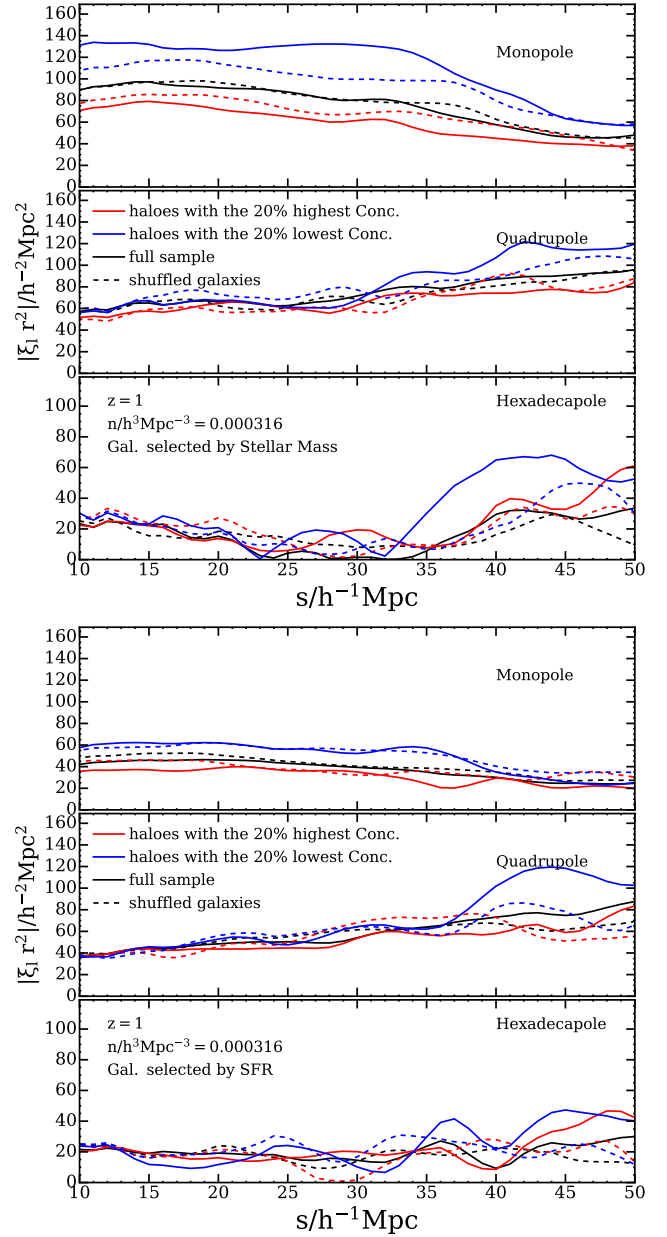 160
140
120
100
80
60
40
20
0
Monopole
160
140
120
100
80
60
40
20
0
haloes with the 20% highest Conc.
haloes with the 20% lowest Conc.
full sample
shuffled galaxies
Quadrupole
|ξl r²|/h⁻²Mpc²
100
80
60
40
20
0
z = 1
n/h³Mpc⁻³ = 0.000316
Gal. selected by Stellar Mass
Hexadecapole
10 15 20 25 30 35 40 45 50
s/h⁻¹Mpc
160
140
120
100
80
60
40
20
0
Monopole
160
140
120
100
80
60
40
20
0
haloes with the 20% highest Conc.
haloes with the 20% lowest Conc.
full sample
shuffled galaxies
Quadrupole
|ξl r²|/h⁻²Mpc²
100
80
60
40
20
0
z = 1
n/h³Mpc⁻³ = 0.000316
Gal. selected by SFR
Hexadecapole
10 15 20 25 30 35 40 45 50
s/h⁻¹Mpc